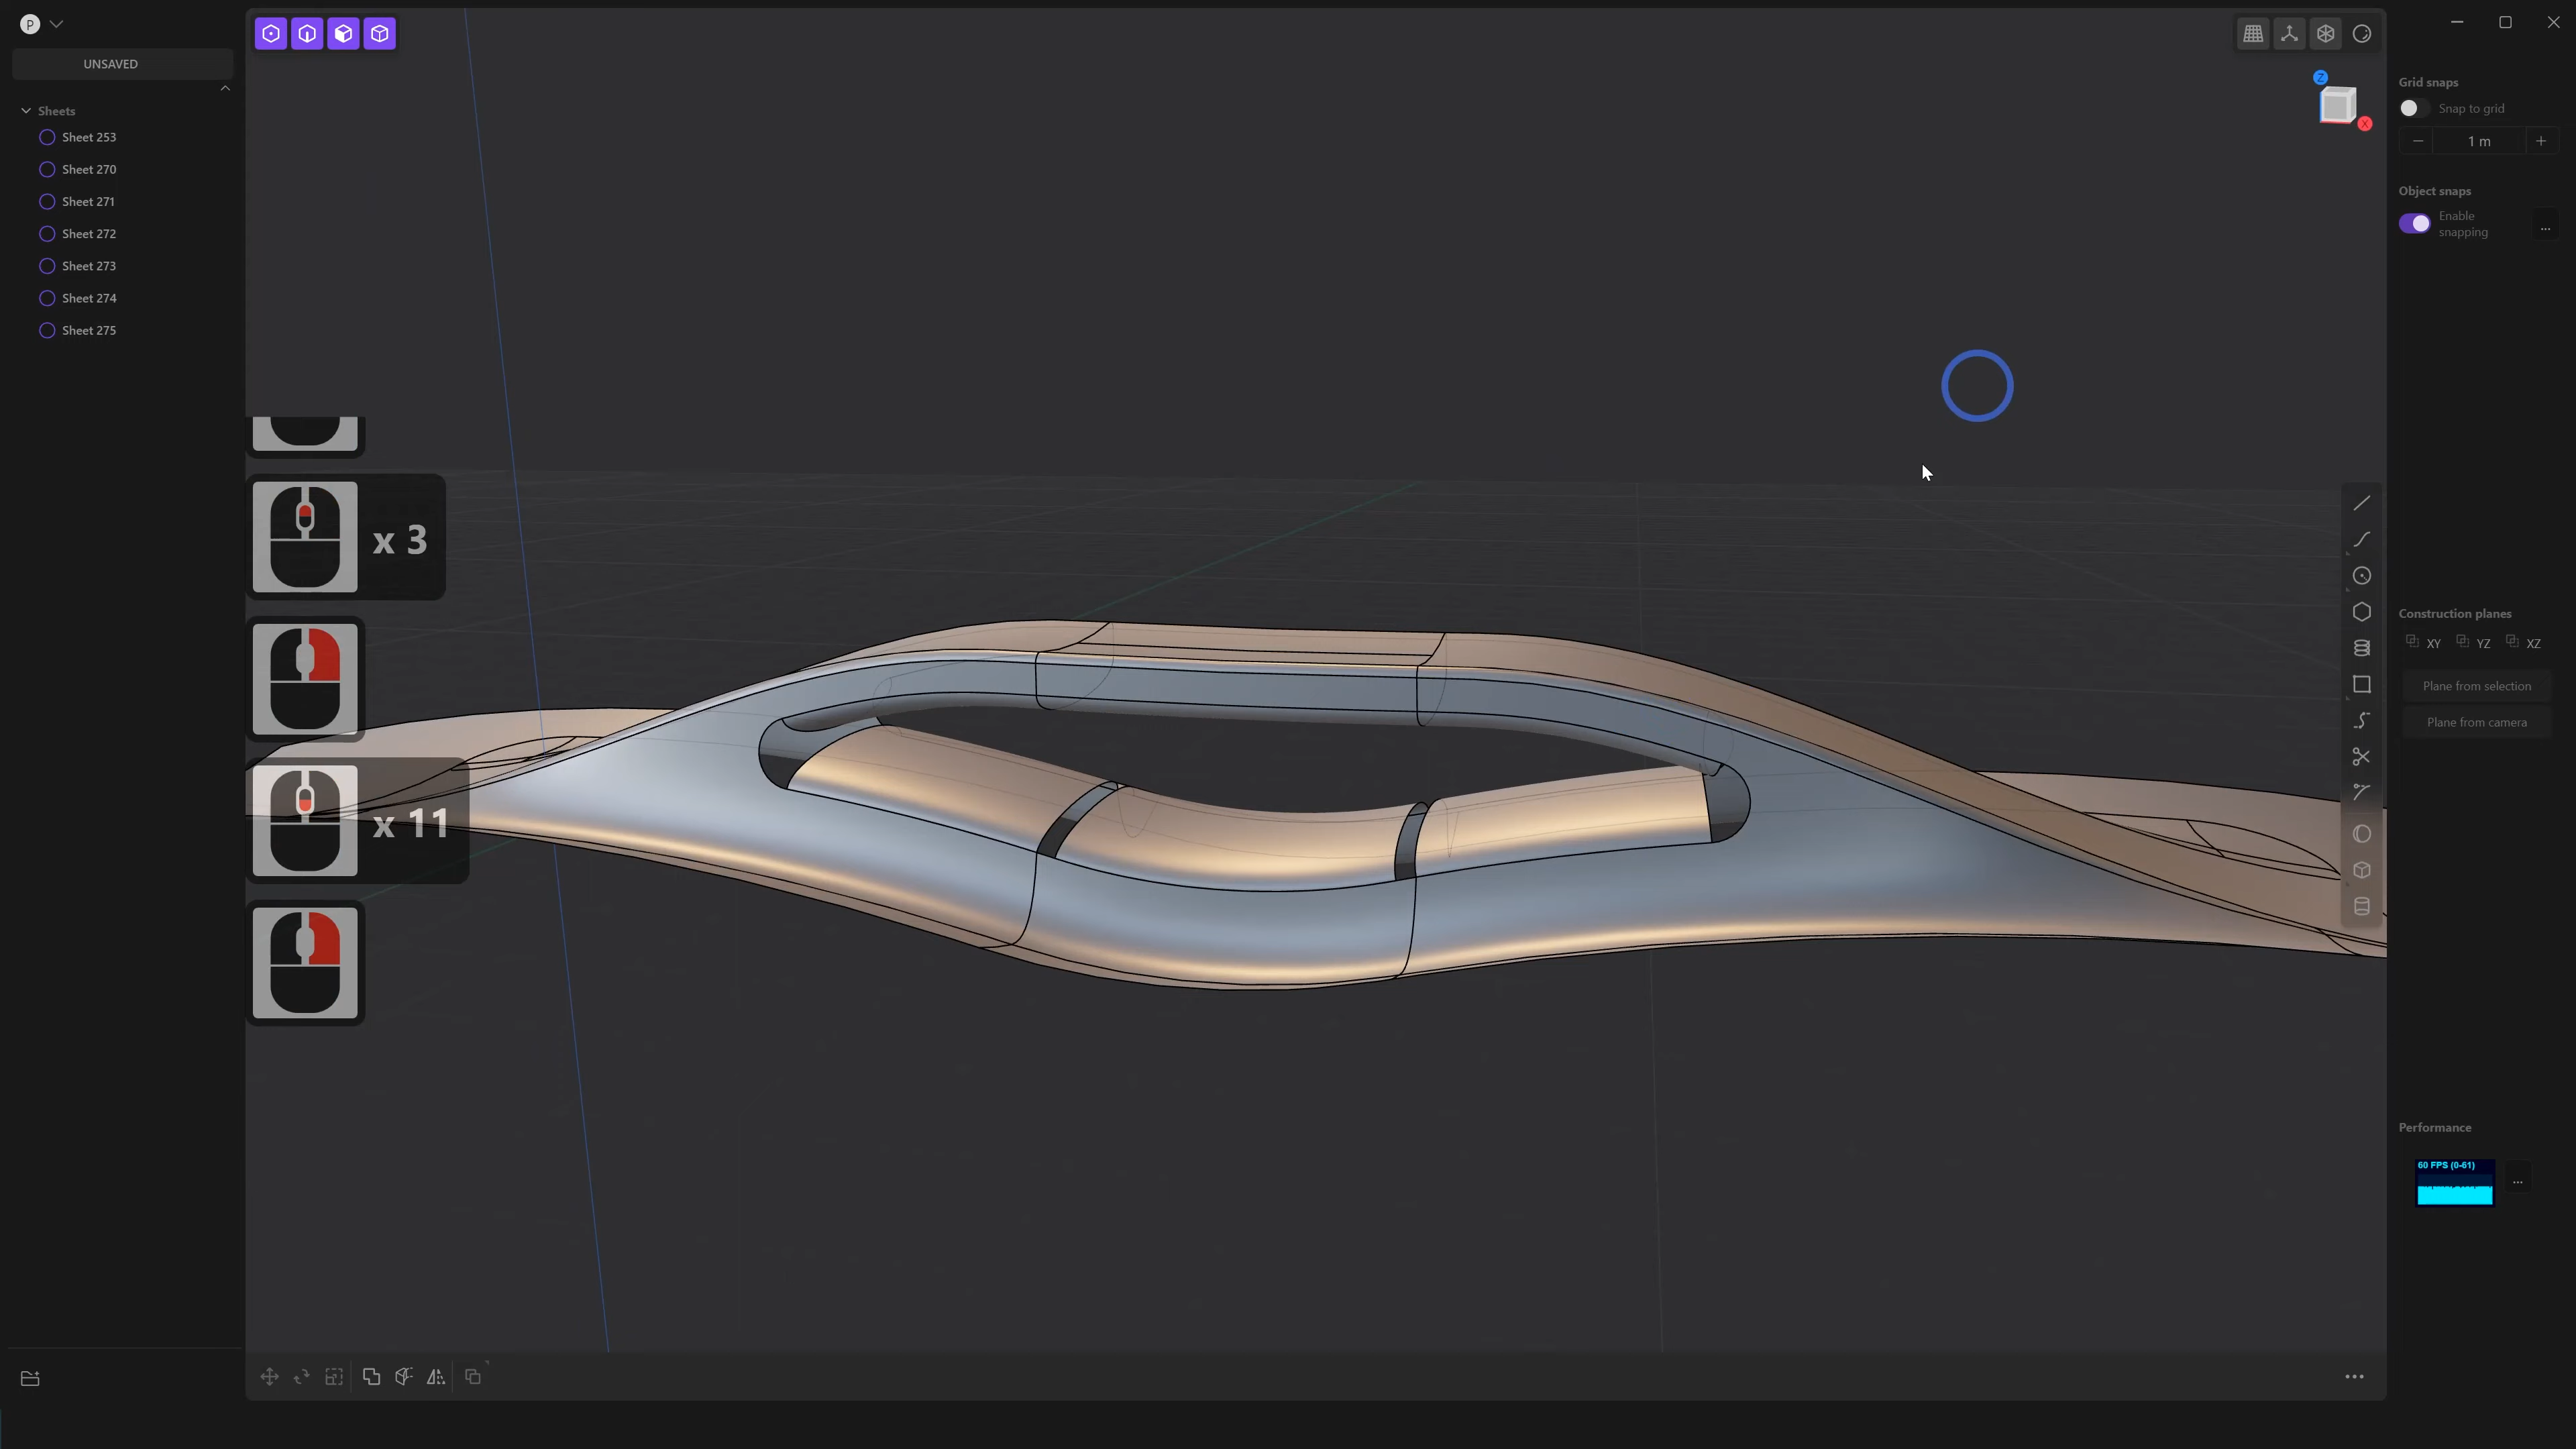 P
UNSAVED
Sheets
Sheet 253
Sheet 270
Sheet 271
Sheet 272
Sheet 273
Sheet 274
Sheet 275
x 3
x 11
Z
X
Grid snaps
Snap to grid
1 m
Object snaps
Enable
snapping
...
Construction planes
XY YZ XZ
Plane from selection
Plane from camera
Performance
60 FPS (0-61)
...